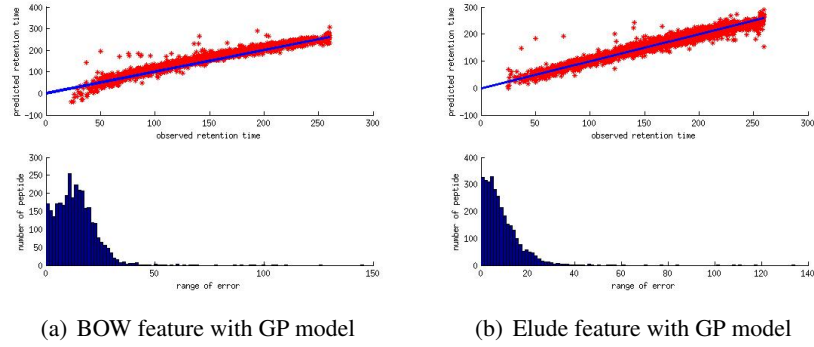 400
300
200
100
0
-100
predicted retention time
0 50 100 150 200 250 300
observed retention time
300
250
200
150
100
50
0
number of peptide
0 50 100 150
range of error
(a) BOW feature with GP model
300
200
100
0
-100
predicted retention time
0 50 100 150 200 250 300
observed retention time
400
300
200
100
0
number of peptide
0 20 40 60 80 100 120 140
range of error
(b) Elude feature with GP model